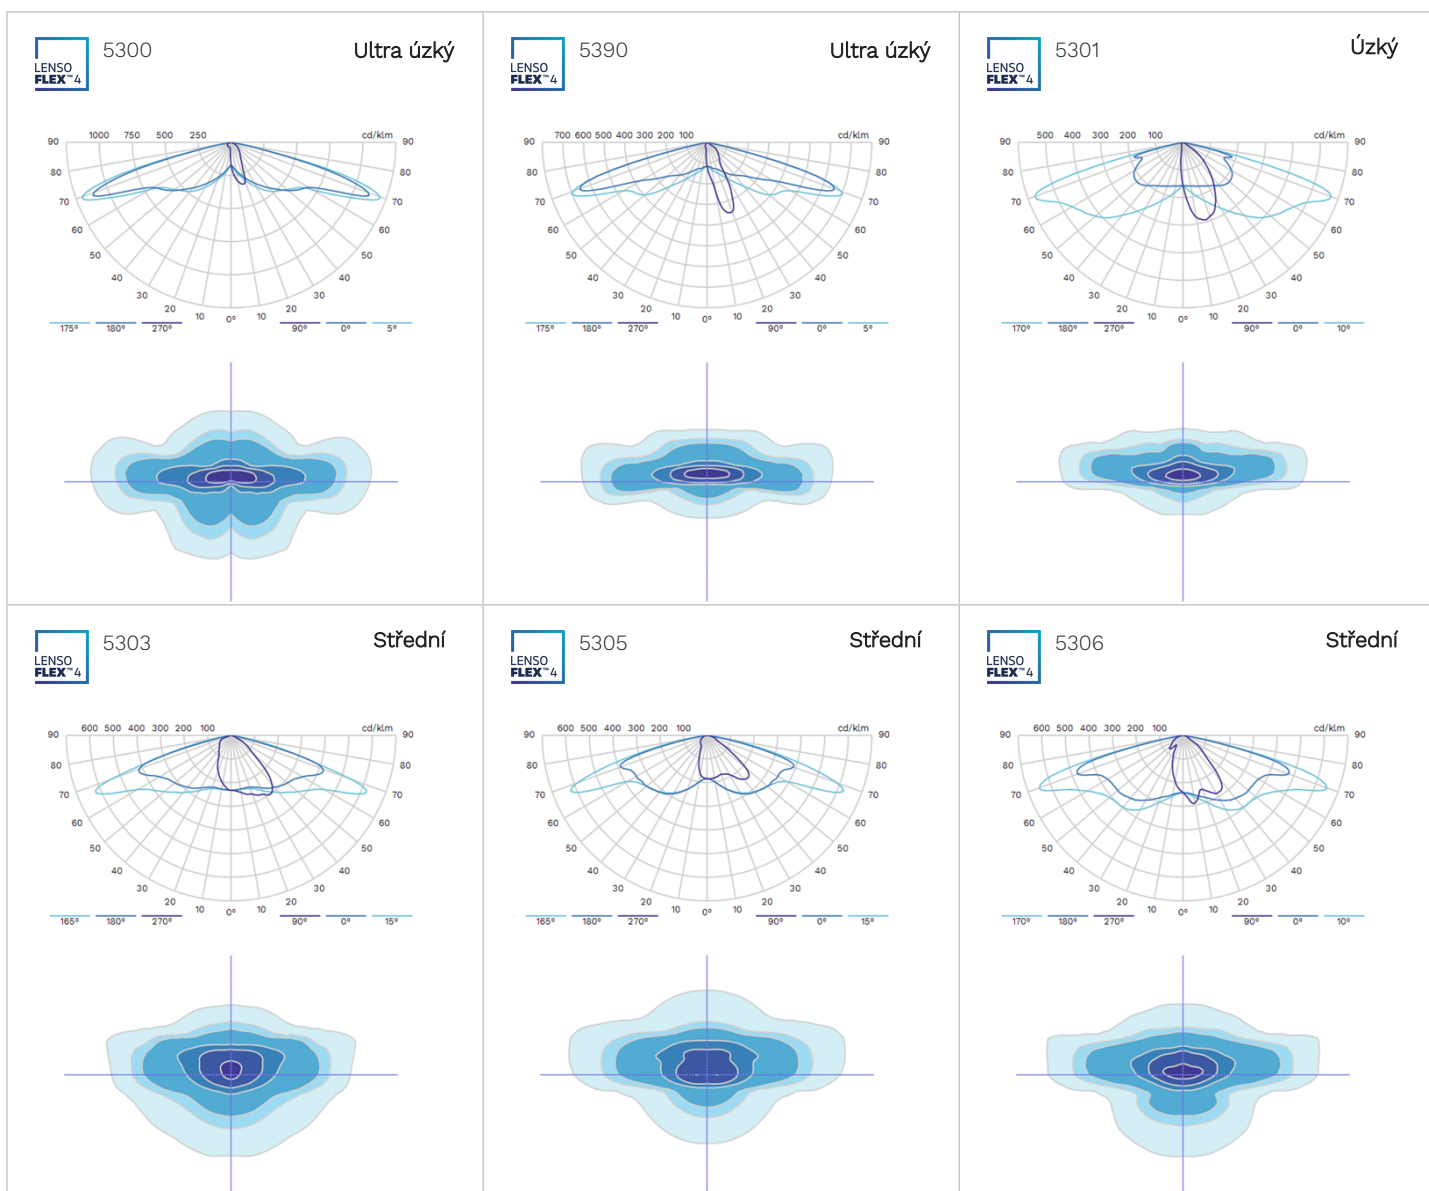 5300 Ultra úzký
LENSO
FLEX™4
1000 750 500 250 cd/klm
90 90
80 80
70 70
60 60
50 50
40 40
30 30
20 20
10 0° 10
175° 180° 270° 90° 0° 5°
5390 Ultra úzký
LENSO
FLEX™4
700 600 500 400 300 200 100 cd/klm
90 90
80 80
70 70
60 60
50 50
40 40
30 30
20 20
10 0° 10
175° 180° 270° 90° 0° 5°
5301 Úzký
LENSO
FLEX™4
500 400 300 200 100 cd/klm
90 90
80 80
70 70
60 60
50 50
40 40
30 30
20 20
10 0° 10
170° 180° 270° 90° 0° 10°
5303 Střední
LENSO
FLEX™4
600 500 400 300 200 100 cd/klm
90 90
80 80
70 70
60 60
50 50
40 40
30 30
20 20
10 0° 10
165° 180° 270° 90° 0° 15°
5305 Střední
LENSO
FLEX™4
600 500 400 300 200 100 cd/klm
90 90
80 80
70 70
60 60
50 50
40 40
30 30
20 20
10 0° 10
165° 180° 270° 90° 0° 15°
5306 Střední
LENSO
FLEX™4
600 500 400 300 200 100 cd/klm
90 90
80 80
70 70
60 60
50 50
40 40
30 30
20 20
10 0° 10
170° 180° 270° 90° 0° 10°